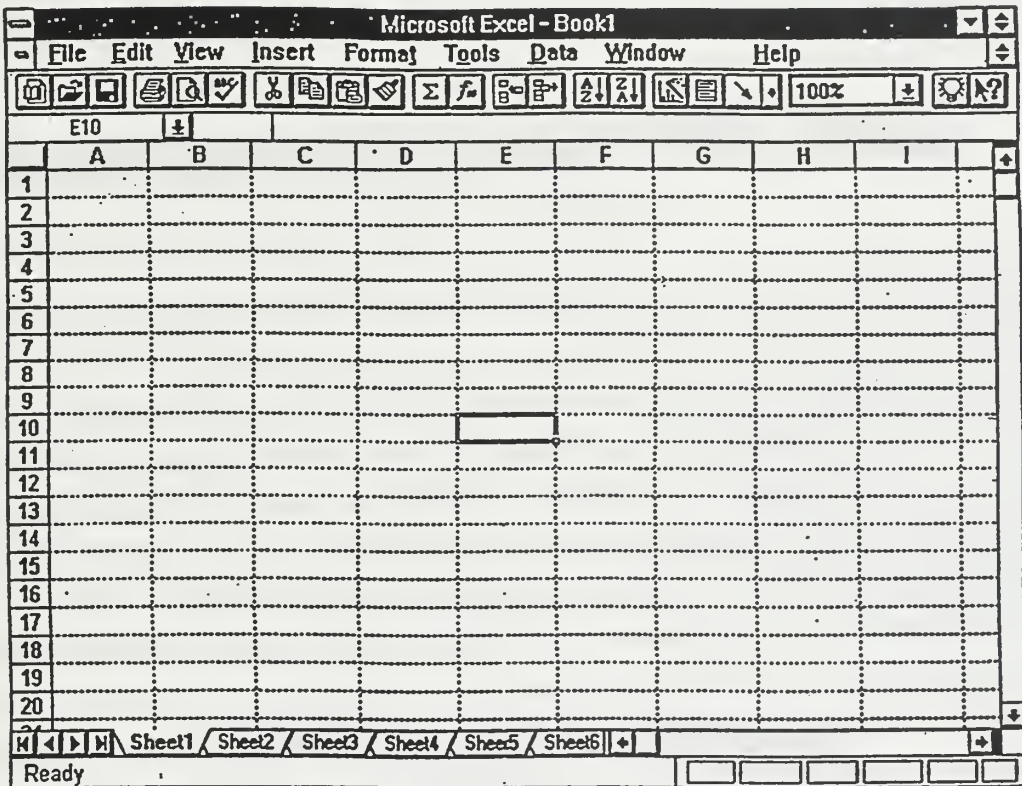 Microsoft Excel - Book1
File Edit View Insert Format Tools Data Window Help
ABC Σ fx A Z Z A 100% ?
E10
A B C D E F G H I
1
2
3
4
5
6
7
8
9
10
11
12
13
14
15
16
17
18
19
20
Sheet1 Sheet2 Sheet3 Sheet4 Sheet5 Sheet6
Ready